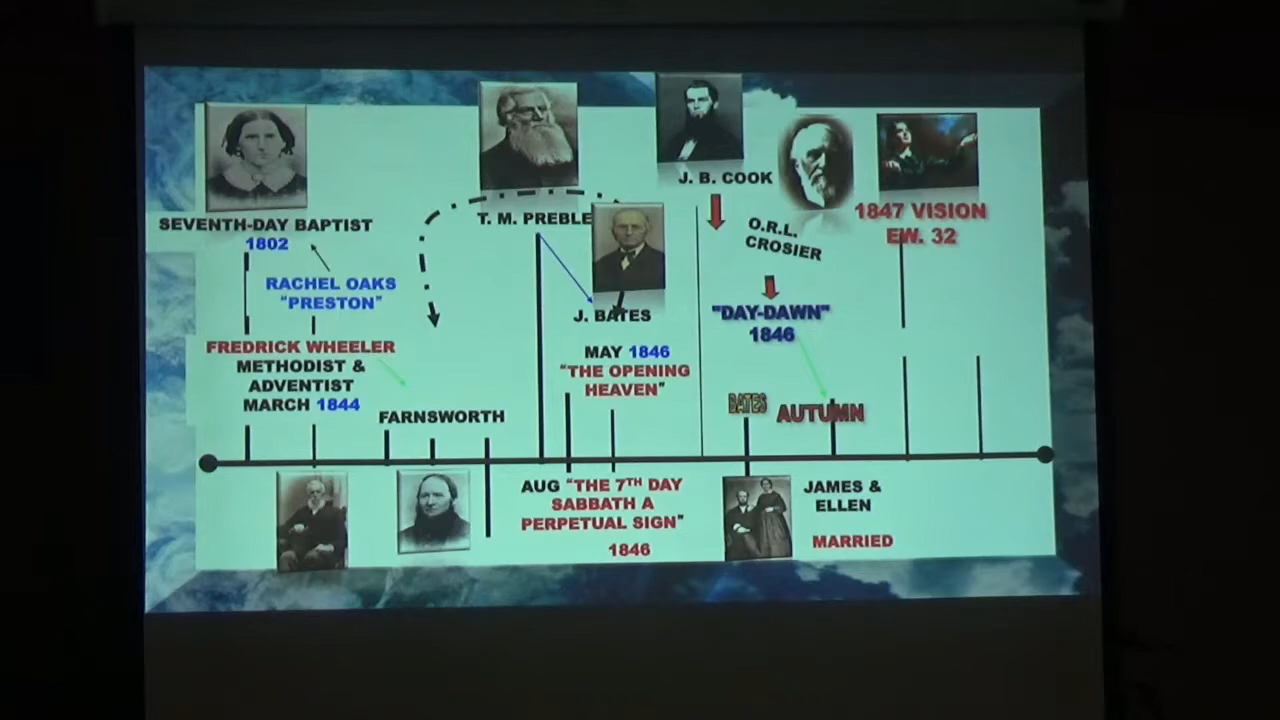 SEVENTH-DAY BAPTIST
1802
RACHEL OAKS
"PRESTON"
FREDRICK WHEELER
METHODIST &
ADVENTIST
MARCH 1844
FARNSWORTH
T. M. PREBLE
J. BATES
MAY 1846
"THE OPENING
HEAVEN"
AUG "THE 7TH DAY
SABBATH A
PERPETUAL SIGN"
1846
J. B. COOK
O.R.L.
CROSIER
"DAY-DAWN"
1846
BATES
AUTUMN
JAMES &
ELLEN
MARRIED
1847 VISION
EW. 32